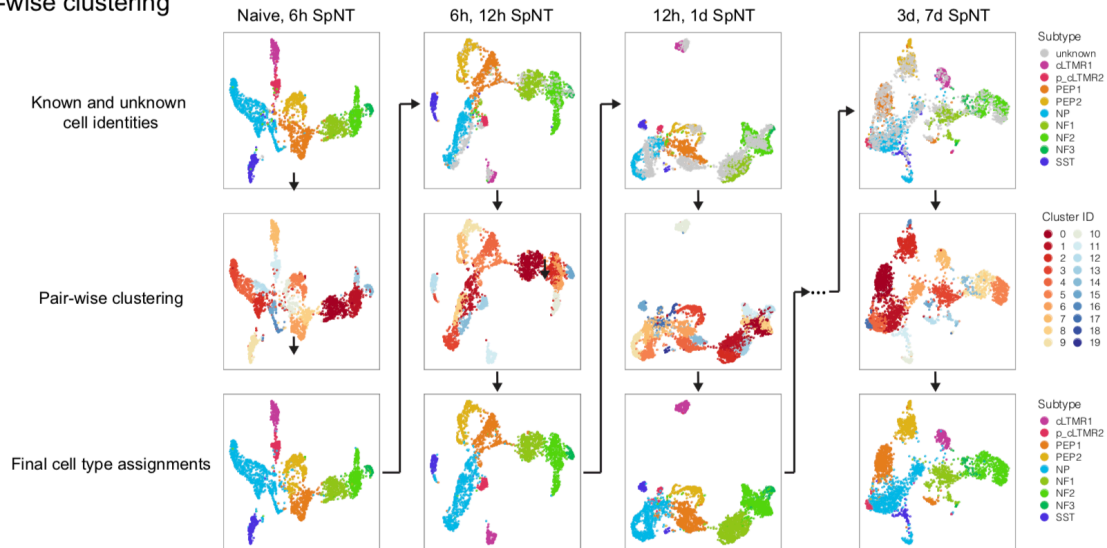 -wise clustering
Naive, 6h SpNT
6h, 12h SpNT
12h, 1d SpNT
3d, 7d SpNT
Known and unknown
cell identities
Subtype
unknown
cLTMR1
p_cLTMR2
PEP1
PEP2
NP
NF1
NF2
NF3
SST
Pair-wise clustering
...
Cluster ID
0 10
1 11
2 12
3 13
4 14
5 15
6 16
7 17
8 18
9 19
Final cell type assignments
Subtype
cLTMR1
p_cLTMR2
PEP1
PEP2
NP
NF1
NF2
NF3
SST